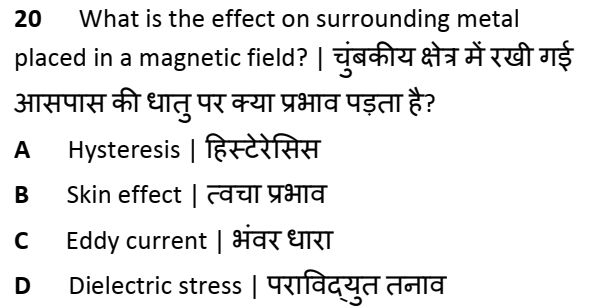 20 What is the effect on surrounding metal
placed in a magnetic field? | चुंबकीय क्षेत्र में रखी गई
आसपास की धातु पर क्या प्रभाव पड़ता है?
A Hysteresis | हिस्टेरेसिस
B Skin effect | त्वचा प्रभाव
C Eddy current | भंवर धारा
D Dielectric stress | पराविद्युत तनाव